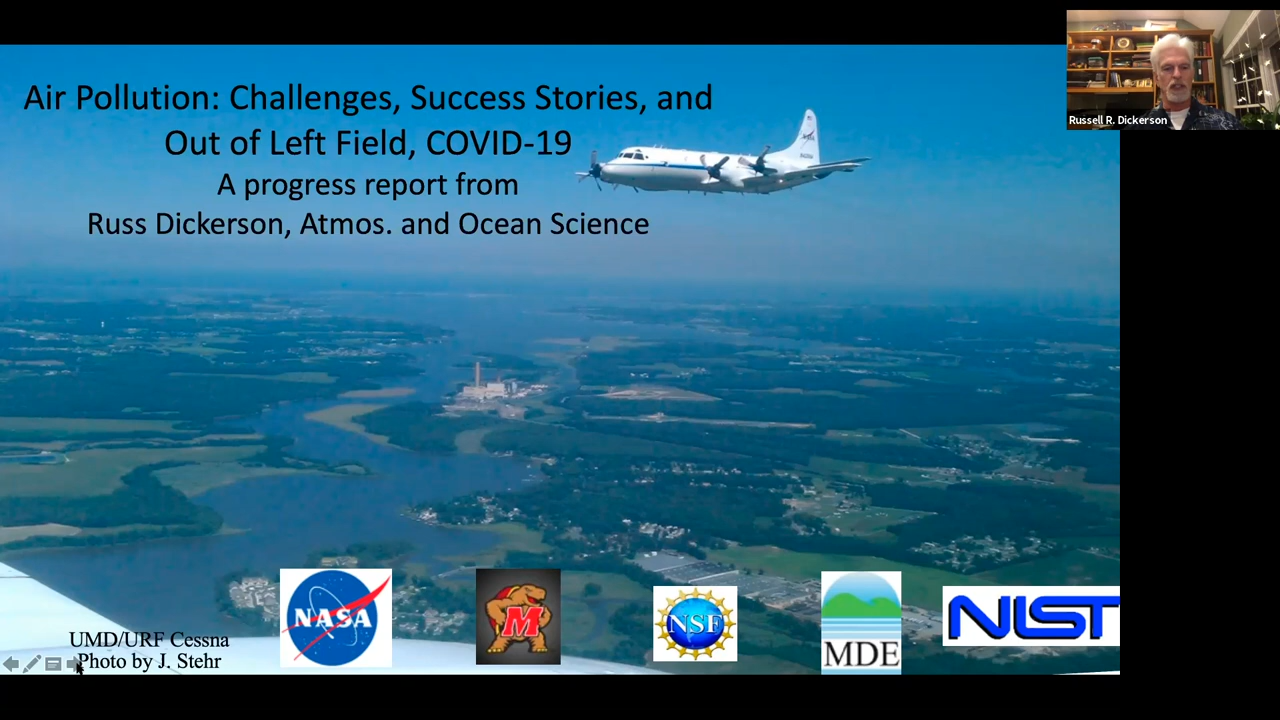 Air Pollution: Challenges, Success Stories, and
Out of Left Field, COVID-19
A progress report from
Russ Dickerson, Atmos. and Ocean Science
Russell R. Dickerson
NASA
M
NSF
MDE
NIST
UMD/URF Cessna
Photo by J. Stehr